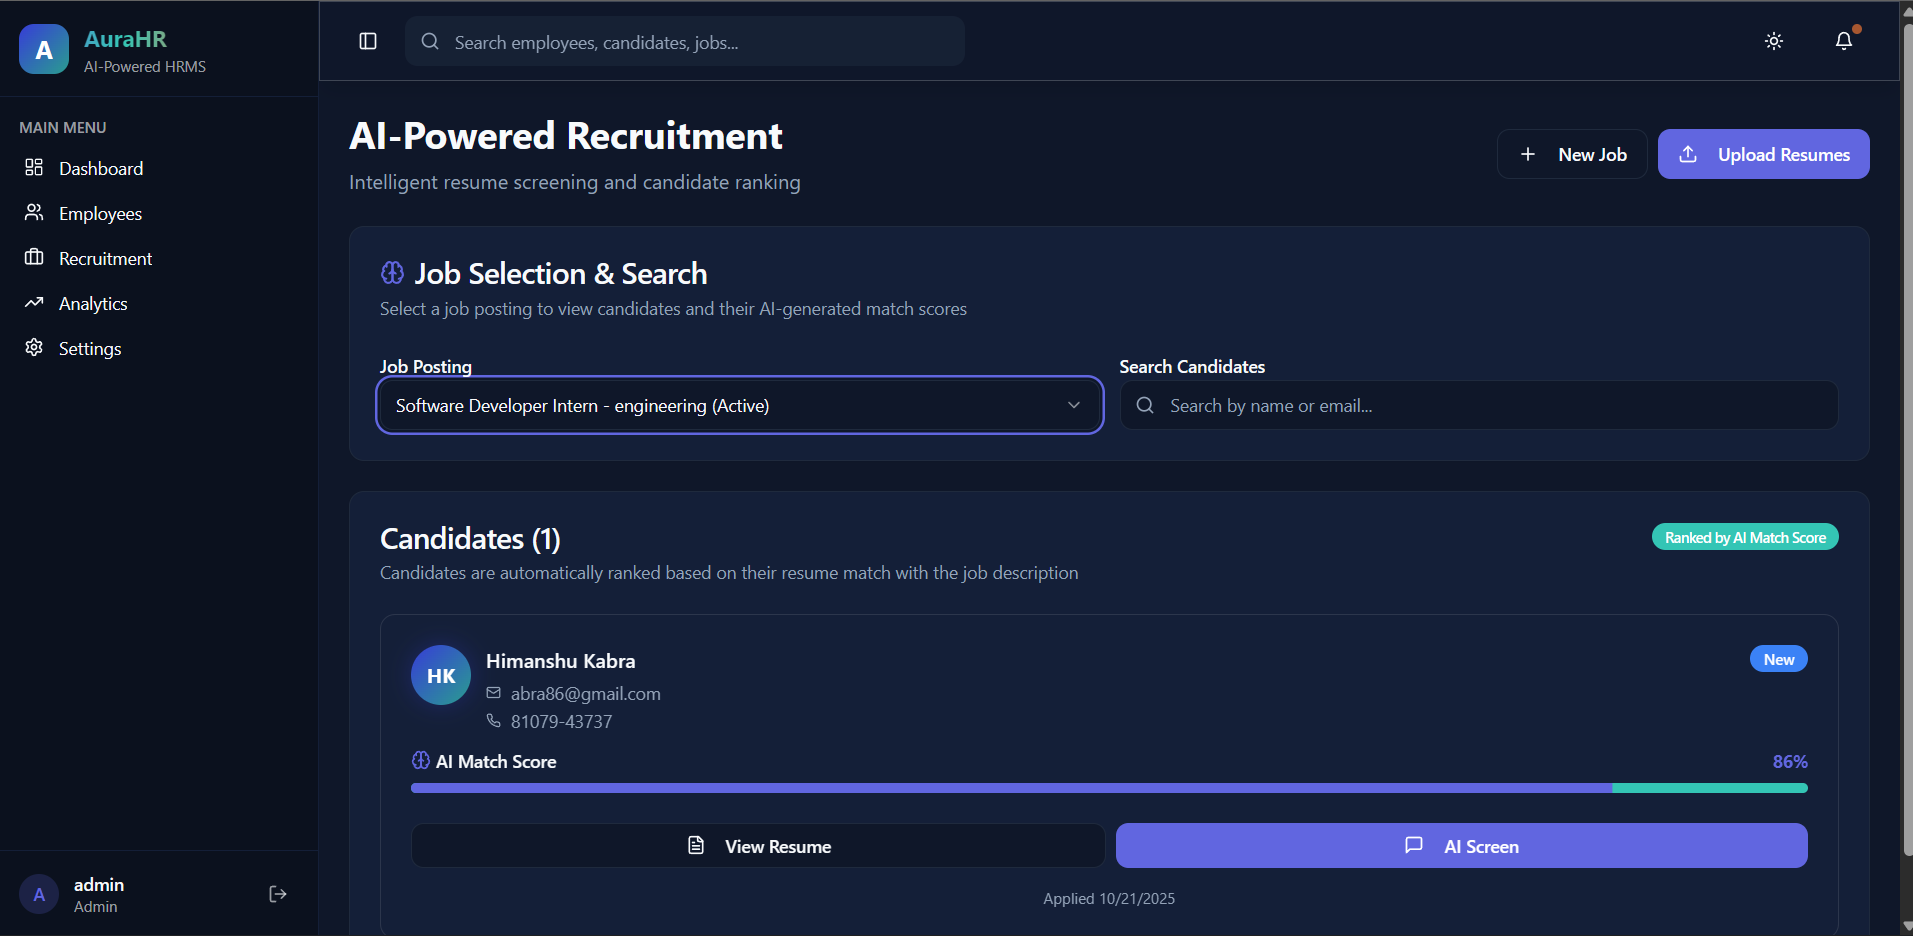 A
AuraHR
AI-Powered HRMS
MAIN MENU
Dashboard
Employees
Recruitment
Analytics
Settings
A
admin
Admin
Search employees, candidates, jobs...
AI-Powered Recruitment
Intelligent resume screening and candidate ranking
New Job
Upload Resumes
Job Selection & Search
Select a job posting to view candidates and their AI-generated match scores
Job Posting
Software Developer Intern - engineering (Active)
Search Candidates
Search by name or email...
Candidates (1)
Ranked by AI Match Score
Candidates are automatically ranked based on their resume match with the job description
HK
Himanshu Kabra
New
abra86@gmail.com
81079-43737
AI Match Score
86%
View Resume
AI Screen
Applied 10/21/2025